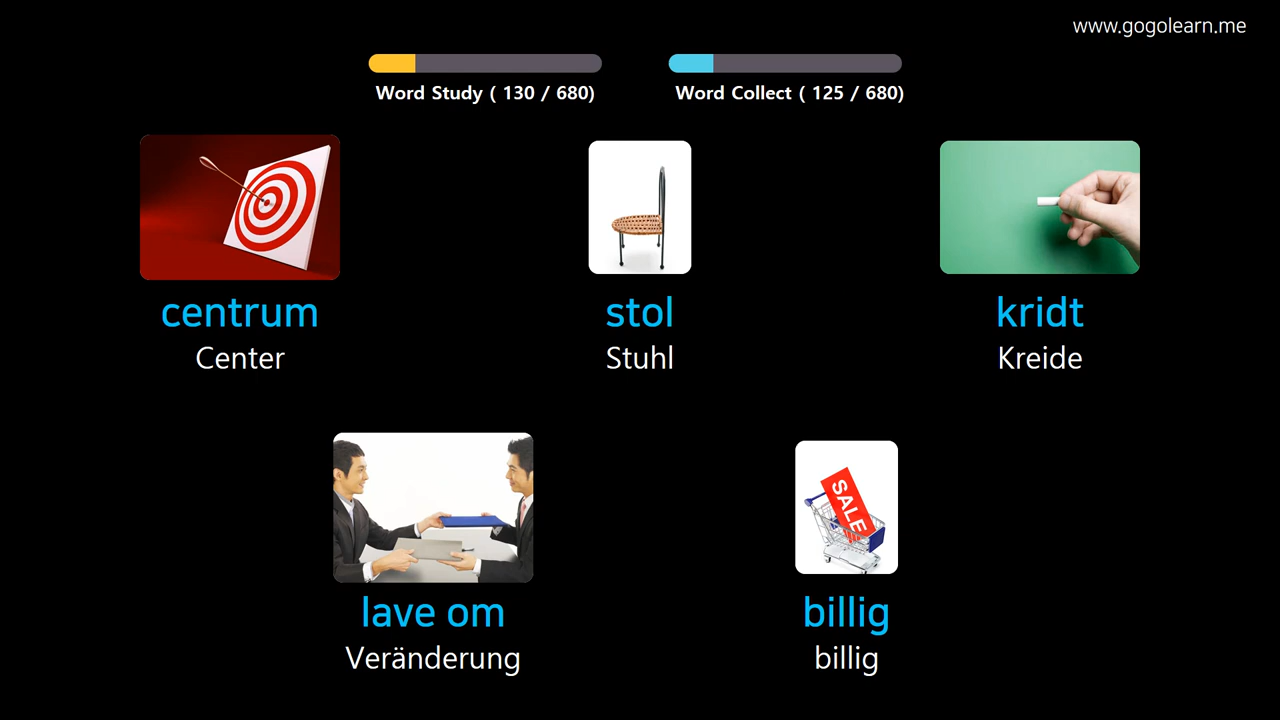 www.gogolearn.me
Word Study ( 130 / 680)
Word Collect ( 125 / 680)
centrum
Center
stol
Stuhl
kridt
Kreide
SALE
lave om
Veränderung
billig
billig